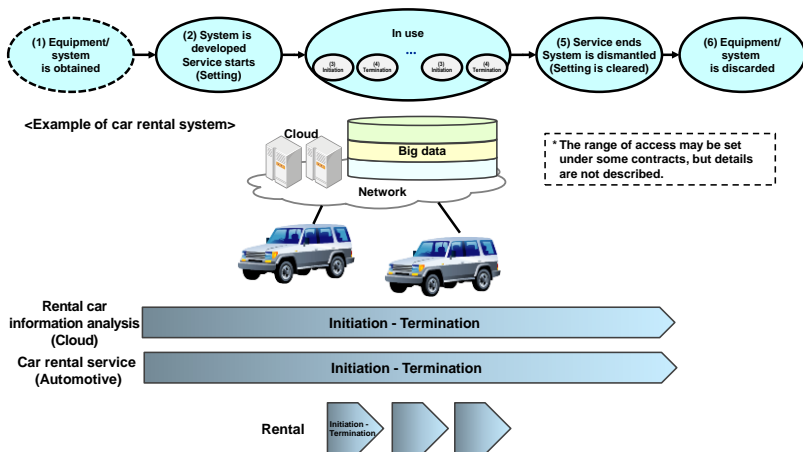 (1) Equipment/
system
is obtained
(2) System is
developed
Service starts
(Setting)
In use
...
(3)
Initiation
(4)
Termination
(3)
Initiation
(4)
Termination
(5) Service ends
System is dismantled
(Setting is cleared)
(6) Equipment/
system
is discarded
<Example of car rental system>
Cloud
Big data
Network
* The range of access may be set
under some contracts, but details
are not described.
Rental car
information analysis
(Cloud)
Initiation - Termination
Car rental service
(Automotive)
Initiation - Termination
Rental
Initiation -
Termination